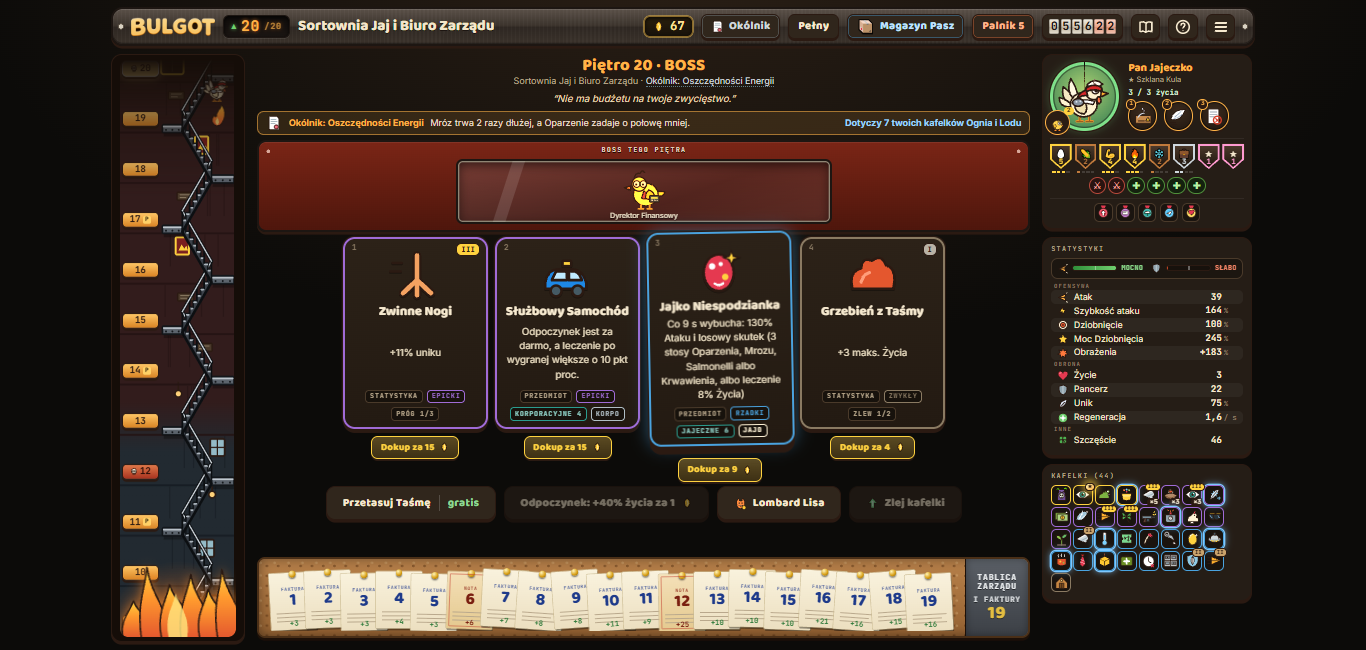 BULGOT
20 /20
Sortownia Jaj i Biuro Zarządu
67
Okólnik
Pełny
Magazyn Pasz
Palnik 5
055622
20
19
18
17 P
16
15
14 P
13
12
11 P
10
Piętro 20 · BOSS
Sortownia Jaj i Biuro Zarządu · Okólnik: Oszczędności Energii
"Nie ma budżetu na twoje zwycięstwo."
Okólnik: Oszczędności Energii Mróz trwa 2 razy dłużej, a Oparzenie zadaje o połowę mniej.
Dotyczy 7 twoich kafelków Ognia i Lodu
BOSS TEGO PIĘTRA
Dyrektor Finansowy
1
III
Zwinne Nogi
+11% uniku
STATYSTYKA EPICKI
PRÓG 1/3
Dokup za 15
2
Służbowy Samochód
Odpoczynek jest za
darmo, a leczenie po
wygranej większe o 10 pkt
proc.
PRZEDMIOT EPICKI
KORPORACYJNE 4 KORPO
Dokup za 15
3
Jajko Niespodzianka
Co 9 s wybucha: 130%
Ataku i losowy skutek (3
stosy Oparzenia, Mrozu,
Salmonelli albo
Krwawienia, albo leczenie
8% Życia)
PRZEDMIOT RZADKI
JAJECZNE 6 JAJO
Dokup za 9
4
I
Grzebień z Taśmy
+3 maks. Życia
STATYSTYKA ZWYKŁY
ZLEW 1/2
Dokup za 4
Przetasuj Taśmę gratis
Odpoczynek: +40% życia za 1
Lombard Lisa
Zlej kafelki
FAKTURA 1 +3
FAKTURA 2 +3
FAKTURA 3 +3
FAKTURA 4 +4
FAKTURA 5 +3
NOTA 6 +6
FAKTURA 7 +7
FAKTURA 8 +8
FAKTURA 9 +8
FAKTURA 10 +11
FAKTURA 11 +9
NOTA 12 +25
FAKTURA 13 +10
FAKTURA 14 +10
FAKTURA 15 +10
FAKTURA 16 +21
FAKTURA 17 +16
FAKTURA 18 +15
FAKTURA 19 +16
TABLICA
ZARZĄDU
I FAKTURY
19
Pan Jajeczko
★ Szklana Kula
3 / 3 życia
1
2
3
STATYSTYKI
MOCNO
SŁABO
OFENSYWA
Atak 39
Szybkość ataku 164 %
Dziobnięcie 100 %
Moc Dziobnięcia 245 %
Obrażenia +183 %
OBRONA
Życie 3
Pancerz 22
Unik 75 %
Regeneracja 1,6 / s
INNE
Szczęście 46
KAFELKI (44)